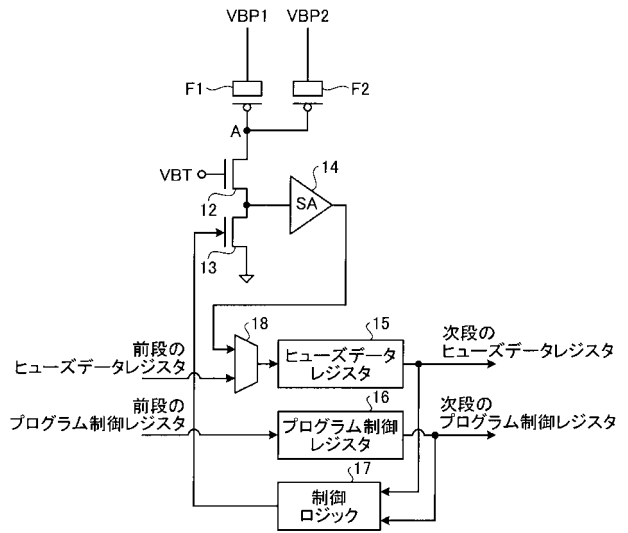 VBP1
VBP2
F1
F2
A
VBT
12
14
SA
13
18
15
前段の
ヒューズデータレジスタ
ヒューズデータ
レジスタ
次段の
ヒューズデータレジスタ
16
前段の
プログラム制御レジスタ
プログラム制御
レジスタ
次段の
プログラム制御レジスタ
17
制御
ロジック